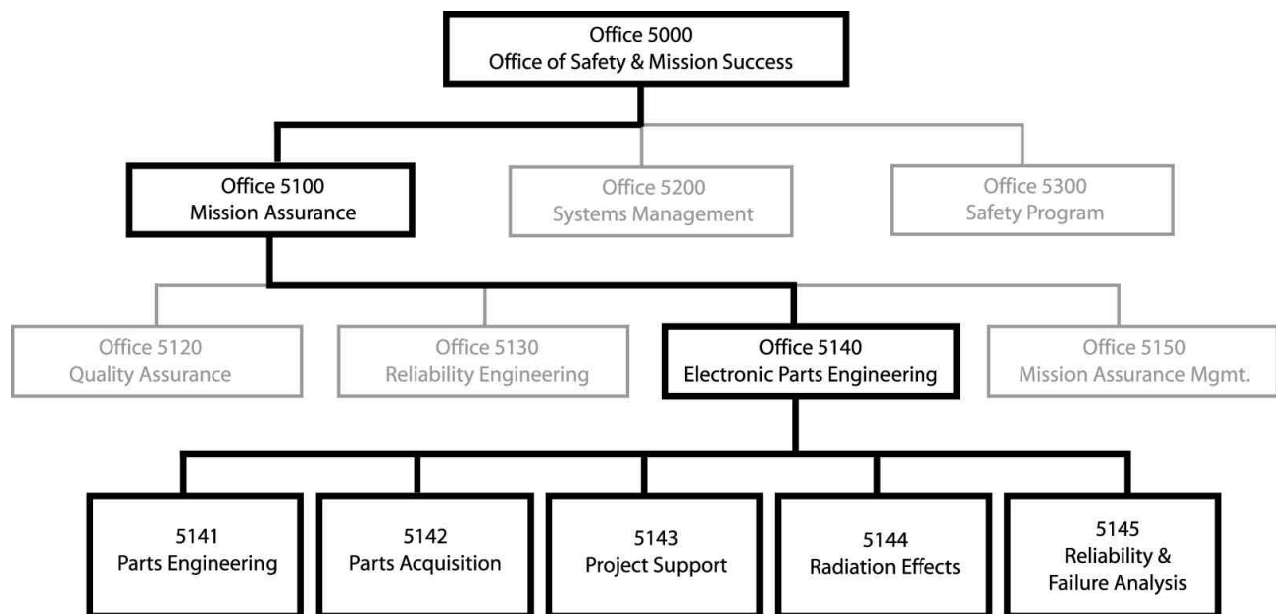 Office 5000
Office of Safety & Mission Success
Office 5100
Mission Assurance
Office 5200
Systems Management
Office 5300
Safety Program
Office 5120
Quality Assurance
Office 5130
Reliability Engineering
Office 5140
Electronic Parts Engineering
Office 5150
Mission Assurance Mgmt.
5141
Parts Engineering
5142
Parts Acquisition
5143
Project Support
5144
Radiation Effects
5145
Reliability &
Failure Analysis